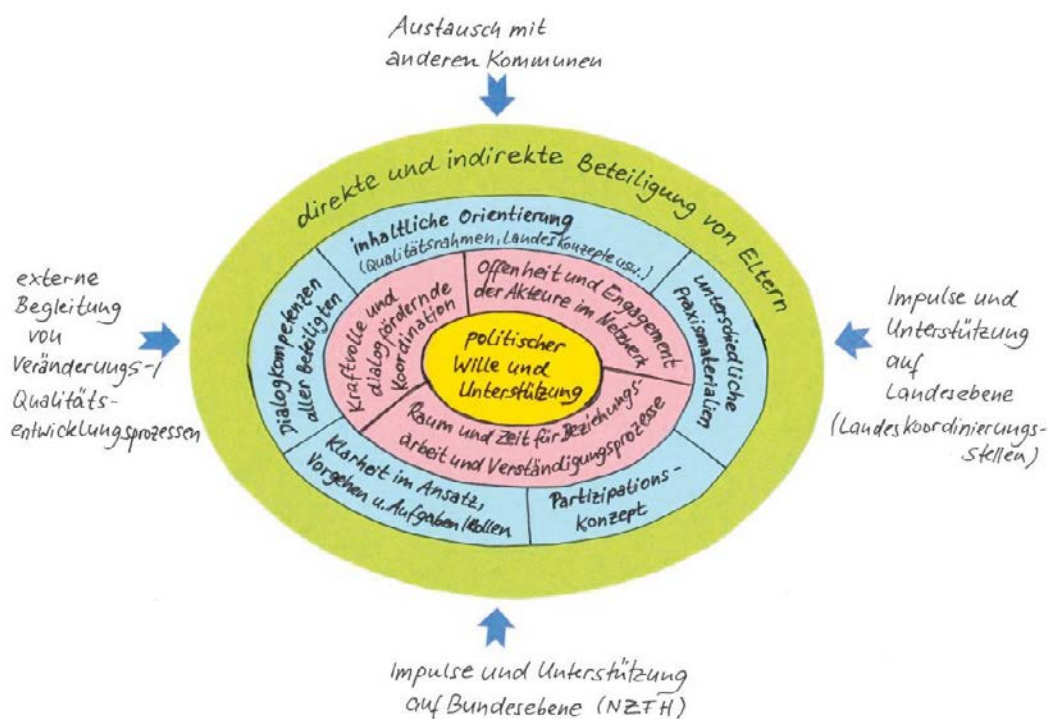 Austausch mit
anderen Kommunen
direkte und indirekte Beteiligung von Eltern
inhaltliche Orientierung
(Qualitätsrahmen, Landeskonzepte usw.)
Dialogkompetenzen
aller Beteiligten
Kraftvolle und
dialogfördernde
Koordination
Offenheit und Engagement
der Akteure im Netzwerk
unterschiedliche
Praxismaterialien
politischer
Wille und
Unterstützung
Raum und Zeit für Beziehungs-
arbeit und Verständigungsprozesse
Klarheit im Ansatz,
Vorgehen u. Aufgaben/Rollen
Partizipations-
konzept
externe
Begleitung
von
Veränderungs-/
Qualitäts-
entwicklungsprozessen
Impulse und
Unterstützung
auf
Landesebene
(Landeskoordinierungs-
stellen)
Impulse und Unterstützung
auf Bundesebene (NZFH)